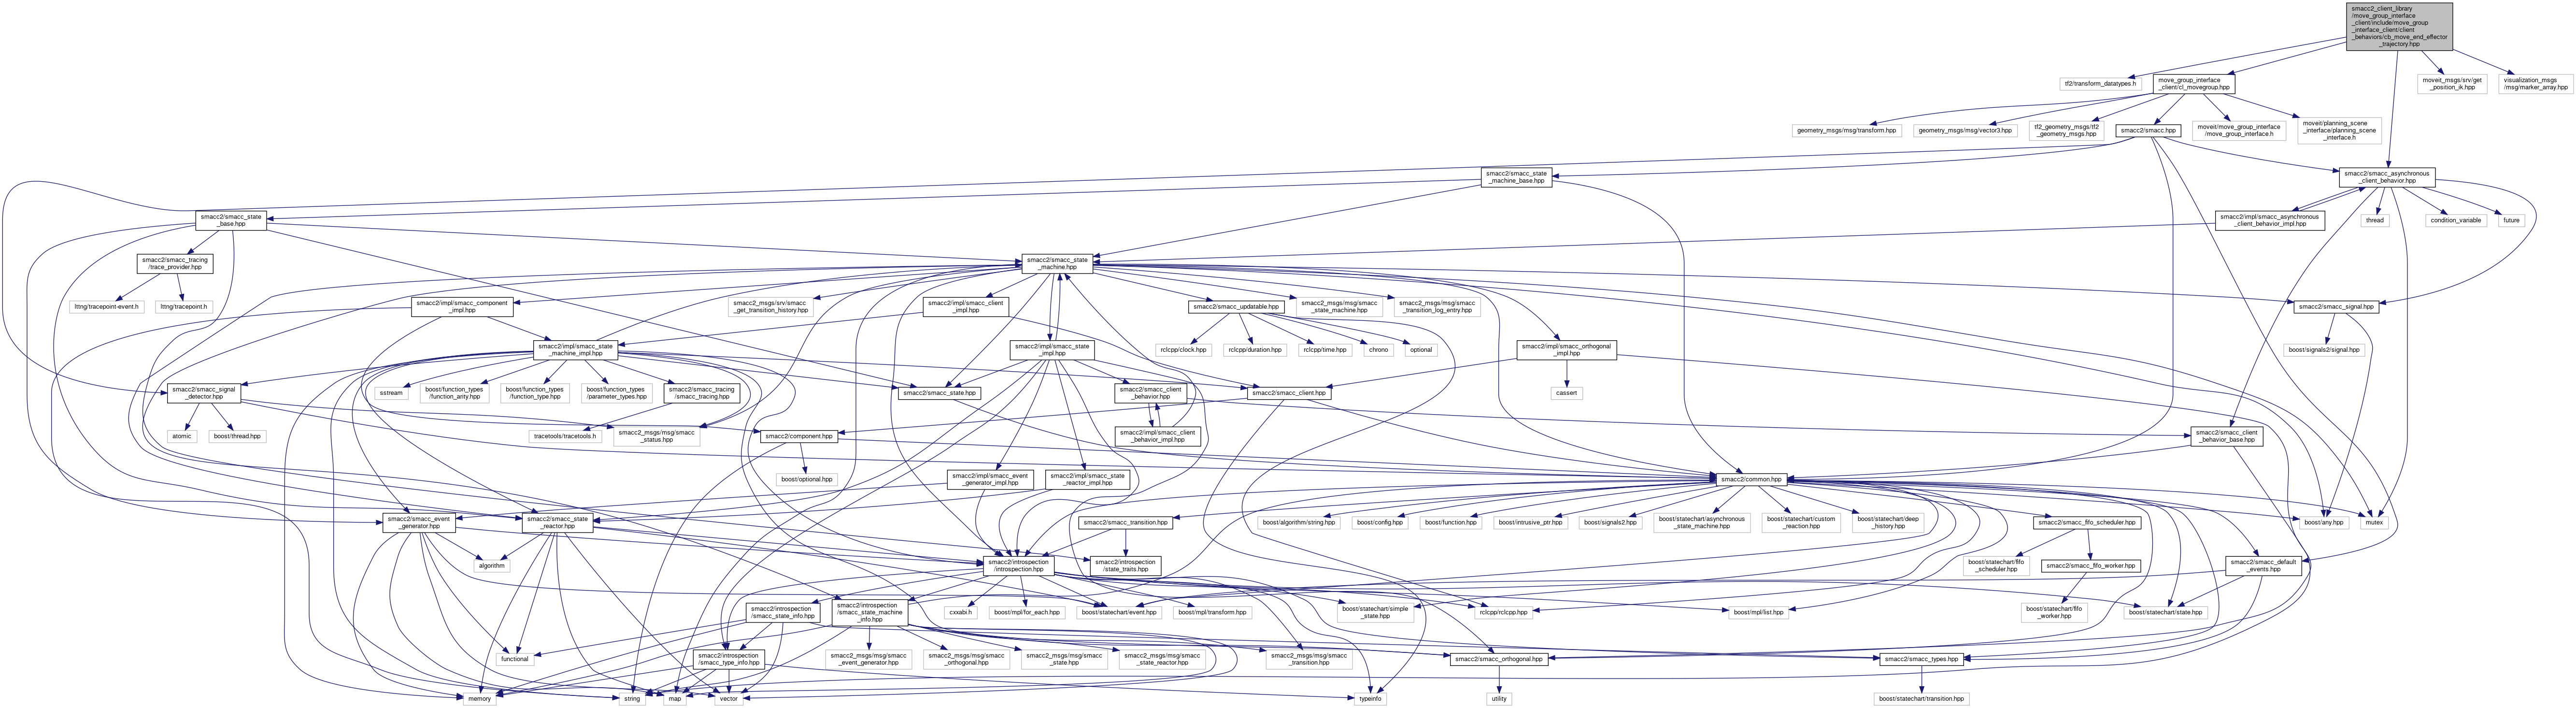 smacc2_client_library
/move_group_interface
_client/include/move_group
_interface_client/client
_behaviors/cb_move_end_effector
_trajectory.hpp
tf2/transform_datatypes.h
move_group_interface
_client/cl_movegroup.hpp
moveit_msgs/srv/get
_position_ik.hpp
visualization_msgs
/msg/marker_array.hpp
geometry_msgs/msg/transform.hpp
geometry_msgs/msg/vector3.hpp
tf2_geometry_msgs/tf2
_geometry_msgs.hpp
smacc2/smacc.hpp
moveit/move_group_interface
/move_group_interface.h
moveit/planning_scene
_interface/planning_scene
_interface.h
smacc2/smacc_state
_machine_base.hpp
smacc2/smacc_asynchronous
_client_behavior.hpp
smacc2/smacc_state
_base.hpp
smacc2/impl/smacc_asynchronous
_client_behavior_impl.hpp
thread
condition_variable
future
smacc2/smacc_tracing
/trace_provider.hpp
smacc2/smacc_state
_machine.hpp
lttng/tracepoint-event.h
lttng/tracepoint.h
smacc2/impl/smacc_component
_impl.hpp
smacc2_msgs/srv/smacc
_get_transition_history.hpp
smacc2/impl/smacc_client
_impl.hpp
smacc2/smacc_updatable.hpp
smacc2_msgs/msg/smacc
_state_machine.hpp
smacc2_msgs/msg/smacc
_transition_log_entry.hpp
smacc2/smacc_signal.hpp
smacc2/impl/smacc_state
_machine_impl.hpp
smacc2/impl/smacc_state
_impl.hpp
rclcpp/clock.hpp
rclcpp/duration.hpp
rclcpp/time.hpp
chrono
optional
smacc2/impl/smacc_orthogonal
_impl.hpp
boost/signals2/signal.hpp
smacc2/smacc_signal
_detector.hpp
sstream
boost/function_types
/function_arity.hpp
boost/function_types
/function_type.hpp
boost/function_types
/parameter_types.hpp
smacc2/smacc_tracing
/smacc_tracing.hpp
smacc2/smacc_state.hpp
smacc2/smacc_client
_behavior.hpp
smacc2/smacc_client.hpp
cassert
atomic
boost/thread.hpp
tracetools/tracetools.h
smacc2_msgs/msg/smacc
_status.hpp
smacc2/component.hpp
smacc2/impl/smacc_client
_behavior_impl.hpp
smacc2/smacc_client
_behavior_base.hpp
boost/optional.hpp
smacc2/impl/smacc_event
_generator_impl.hpp
smacc2/impl/smacc_state
_reactor_impl.hpp
smacc2/common.hpp
smacc2/smacc_event
_generator.hpp
smacc2/smacc_state
_reactor.hpp
smacc2/smacc_transition.hpp
boost/algorithm/string.hpp
boost/config.hpp
boost/function.hpp
boost/intrusive_ptr.hpp
boost/signals2.hpp
boost/statechart/asynchronous
_state_machine.hpp
boost/statechart/custom
_reaction.hpp
boost/statechart/deep
_history.hpp
smacc2/smacc_fifo_scheduler.hpp
boost/any.hpp
mutex
algorithm
smacc2/introspection
/introspection.hpp
smacc2/introspection
/state_traits.hpp
boost/statechart/fifo
_scheduler.hpp
smacc2/smacc_fifo_worker.hpp
smacc2/smacc_default
_events.hpp
smacc2/introspection
/smacc_state_info.hpp
smacc2/introspection
/smacc_state_machine
_info.hpp
cxxabi.h
boost/mpl/for_each.hpp
boost/statechart/event.hpp
boost/mpl/transform.hpp
boost/statechart/simple
_state.hpp
rclcpp/rclcpp.hpp
boost/mpl/list.hpp
boost/statechart/fifo
_worker.hpp
boost/statechart/state.hpp
functional
smacc2/introspection
/smacc_type_info.hpp
smacc2_msgs/msg/smacc
_event_generator.hpp
smacc2_msgs/msg/smacc
_orthogonal.hpp
smacc2_msgs/msg/smacc
_state.hpp
smacc2_msgs/msg/smacc
_state_reactor.hpp
smacc2_msgs/msg/smacc
_transition.hpp
smacc2/smacc_orthogonal.hpp
smacc2/smacc_types.hpp
memory
string
map
vector
typeinfo
utility
boost/statechart/transition.hpp